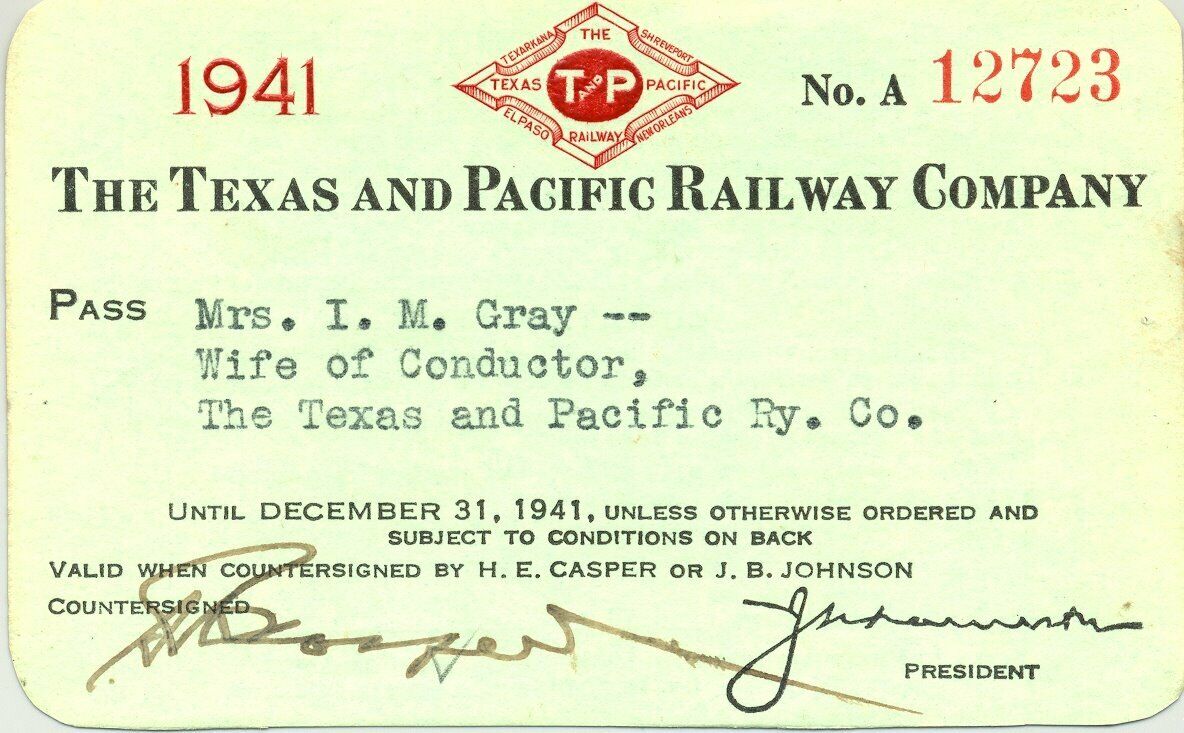 1941
THE
TEXARKANA
SHREVEPORT
TEXAS
T AND P
PACIFIC
EL PASO
RAILWAY
NEW ORLEANS
No. A 12723
THE TEXAS AND PACIFIC RAILWAY COMPANY
PASS Mrs. I. M. Gray --
Wife of Conductor,
The Texas and Pacific Ry. Co.
UNTIL DECEMBER 31, 1941, UNLESS OTHERWISE ORDERED AND
SUBJECT TO CONDITIONS ON BACK
VALID WHEN COUNTERSIGNED BY H. E. CASPER OR J. B. JOHNSON
COUNTERSIGNED
PRESIDENT